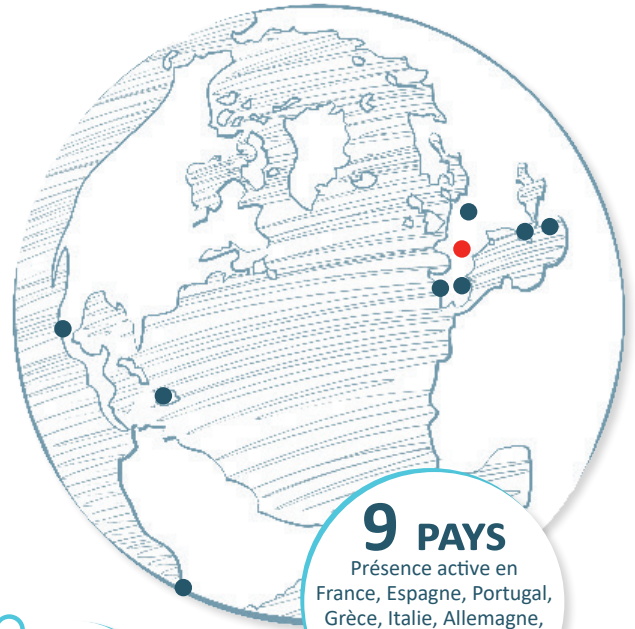 9 PAYS
Présence active en
France, Espagne, Portugal,
Grèce, Italie, Allemagne,